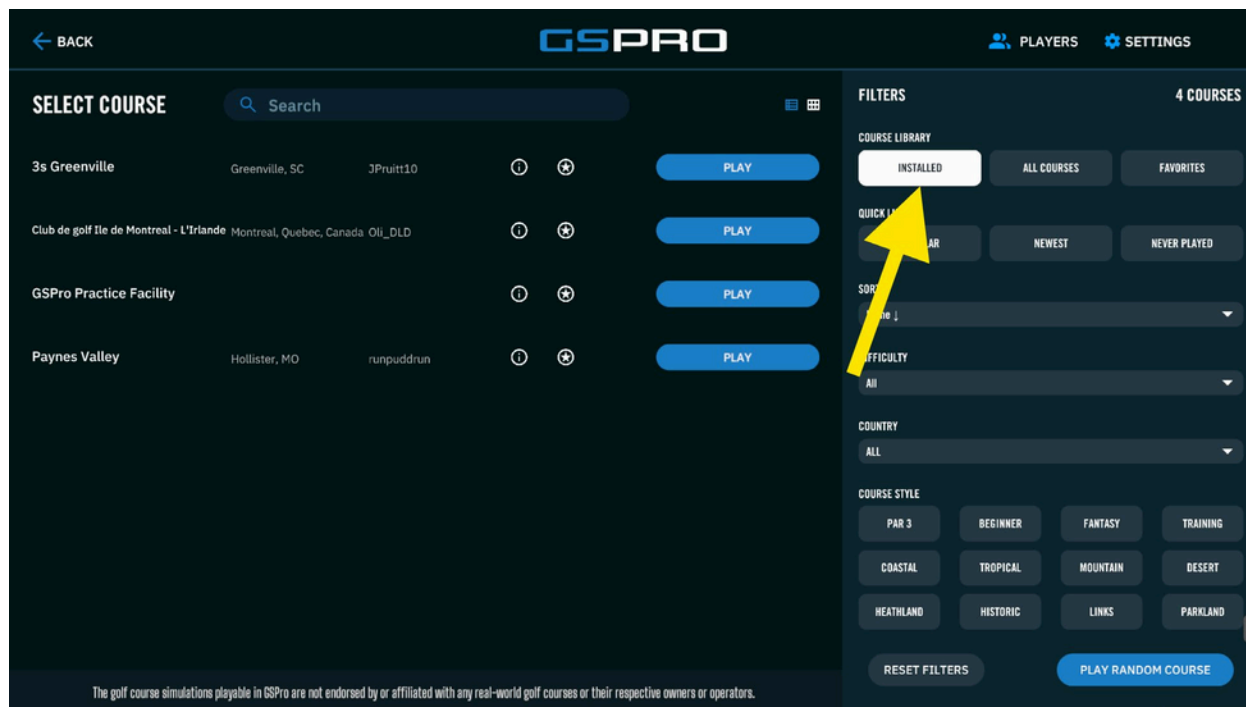 BACK
GSPRO
PLAYERS
SETTINGS
SELECT COURSE
Search
3s Greenville Greenville, SC JPruitt10 PLAY
Club de golf Ile de Montreal - L'Irlande Montreal, Quebec, Canada Oli_DLD PLAY
GSPro Practice Facility PLAY
Paynes Valley Hollister, MO runpuddrun PLAY
The golf course simulations playable in GSPro are not endorsed by or affiliated with any real-world golf courses or their respective owners or operators.
FILTERS 4 COURSES
COURSE LIBRARY
INSTALLED ALL COURSES FAVORITES
QUICK
NEWEST NEVER PLAYED
DIFFICULTY
All
COUNTRY
ALL
COURSE STYLE
PAR 3 BEGINNER FANTASY TRAINING
COASTAL TROPICAL MOUNTAIN DESERT
HEATHLAND HISTORIC LINKS PARKLAND
RESET FILTERS PLAY RANDOM COURSE